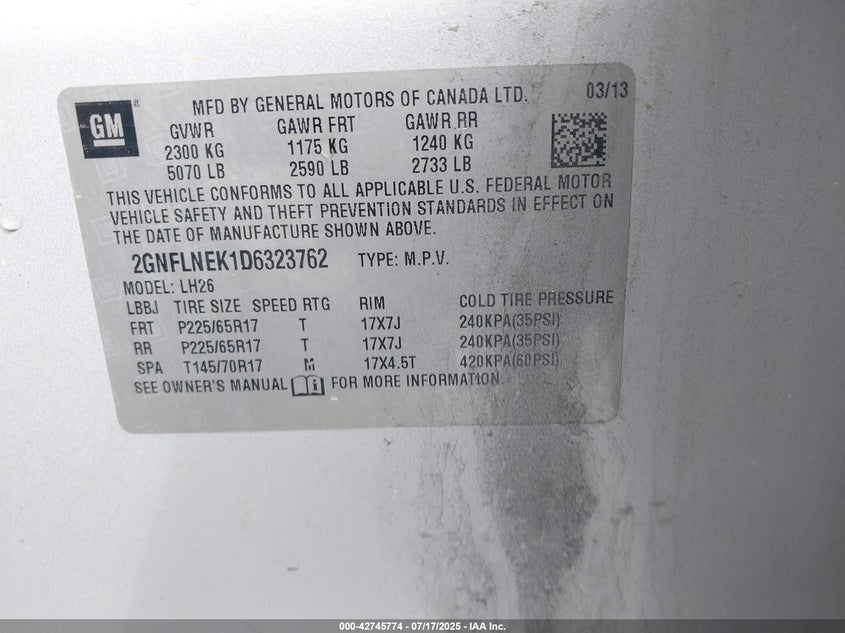 GM ®
MFD BY GENERAL MOTORS OF CANADA LTD. 03/13
GVWR GAWR FRT GAWR RR
2300 KG 1175 KG 1240 KG
5070 LB 2590 LB 2733 LB
THIS VEHICLE CONFORMS TO ALL APPLICABLE U.S. FEDERAL MOTOR
VEHICLE SAFETY AND THEFT PREVENTION STANDARDS IN EFFECT ON
THE DATE OF MANUFACTURE SHOWN ABOVE.
2GNFLNEK1D6323762 TYPE: M.P.V.
MODEL: LH26
LBBJ TIRE SIZE SPEED RTG RIM COLD TIRE PRESSURE
FRT P225/65R17 T 17X7J 240KPA(35PSI)
RR P225/65R17 T 17X7J 240KPA(35PSI)
SPA T145/70R17 M 17X4.5T 420KPA(60PSI)
SEE OWNER'S MANUAL i FOR MORE INFORMATION.
000-42745774 - 07/17/2025 - IAA Inc.